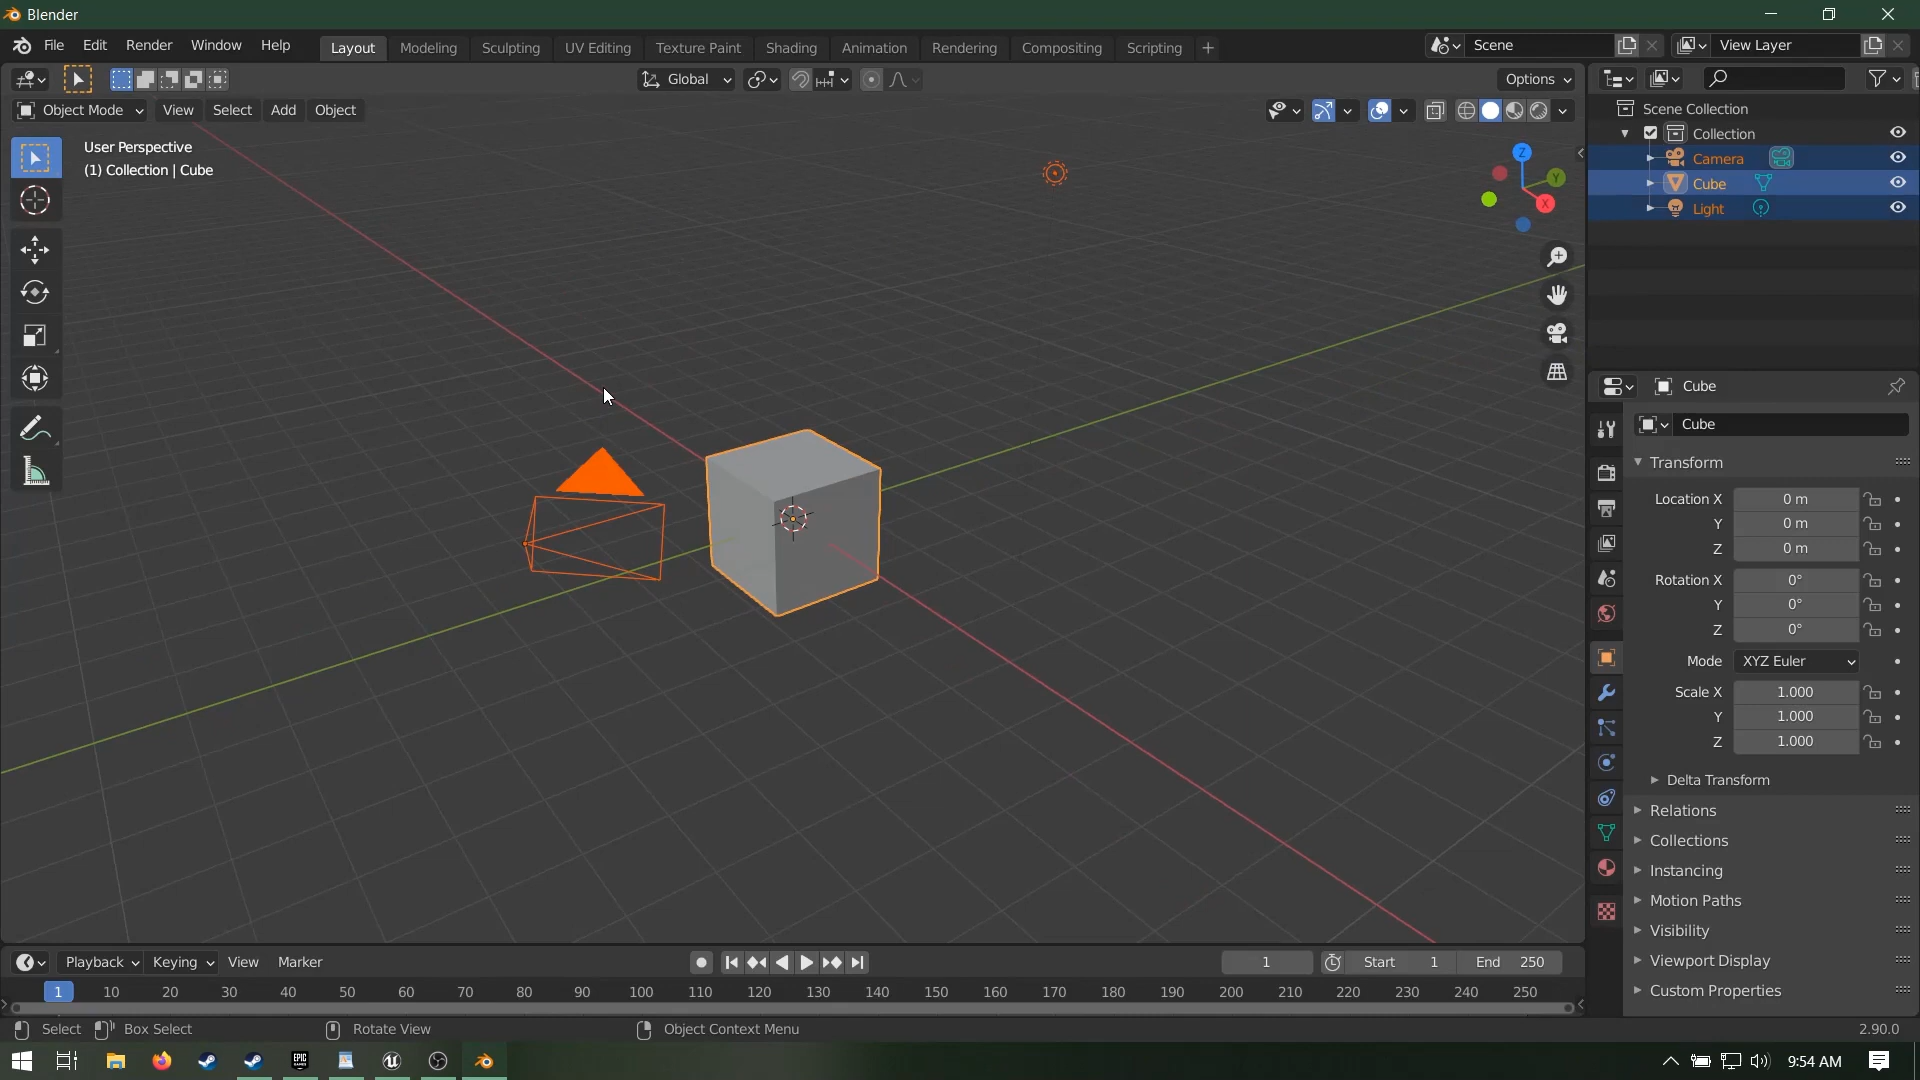 Blender
File Edit Render Window Help Layout Modeling Sculpting UV Editing Texture Paint Shading Animation Rendering Compositing Scripting + Scene View Layer
Global Options
Object Mode View Select Add Object
User Perspective
(1) Collection | Cube
Z
Y
X
Scene Collection
Collection
Camera
Cube
Light
Cube
Cube
Transform
Location X 0 m
Y 0 m
Z 0 m
Rotation X 0°
Y 0°
Z 0°
Mode XYZ Euler
Scale X 1.000
Y 1.000
Z 1.000
Delta Transform
Relations
Collections
Instancing
Motion Paths
Visibility
Viewport Display
Custom Properties
Playback Keying View Marker 1 Start 1 End 250
1 10 20 30 40 50 60 70 80 90 100 110 120 130 140 150 160 170 180 190 200 210 220 230 240 250
Select Box Select Rotate View Object Context Menu 2.90.0
EPIC GAMES
9:54 AM